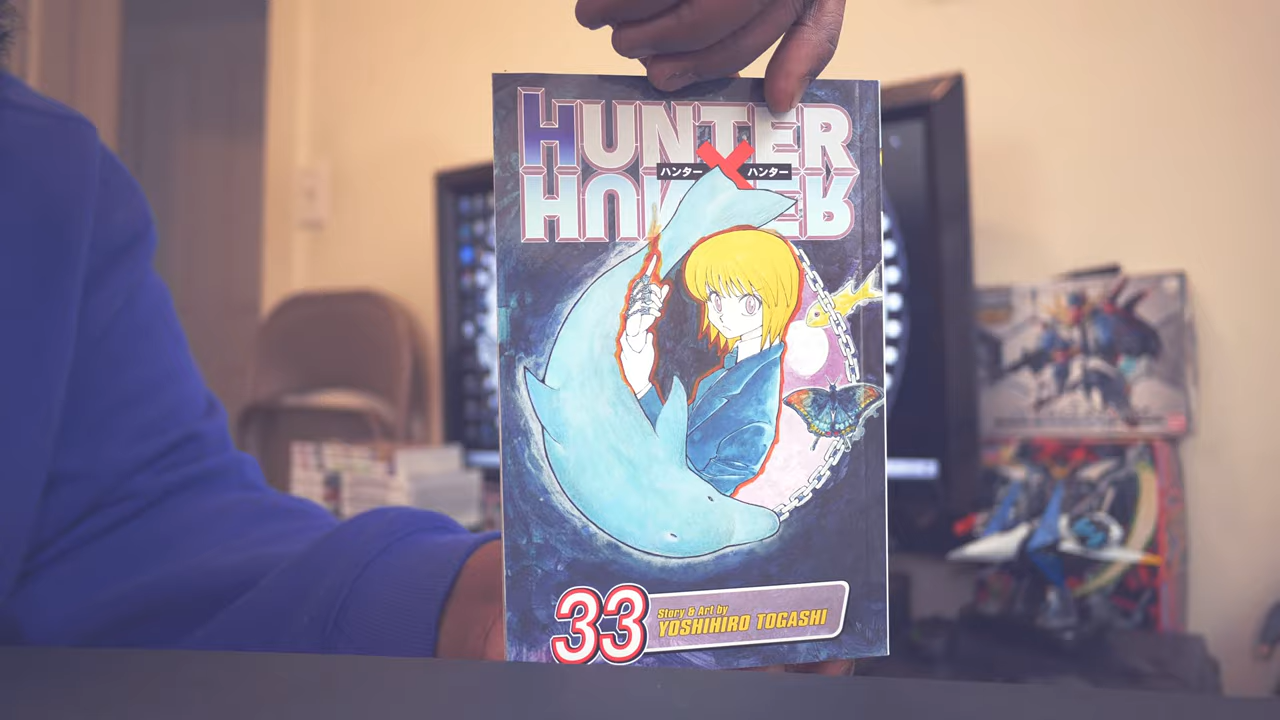 HUNTER
ハンター × ハンター
HUNTER
33
Story & Art by
YOSHIHIRO TOGASHI